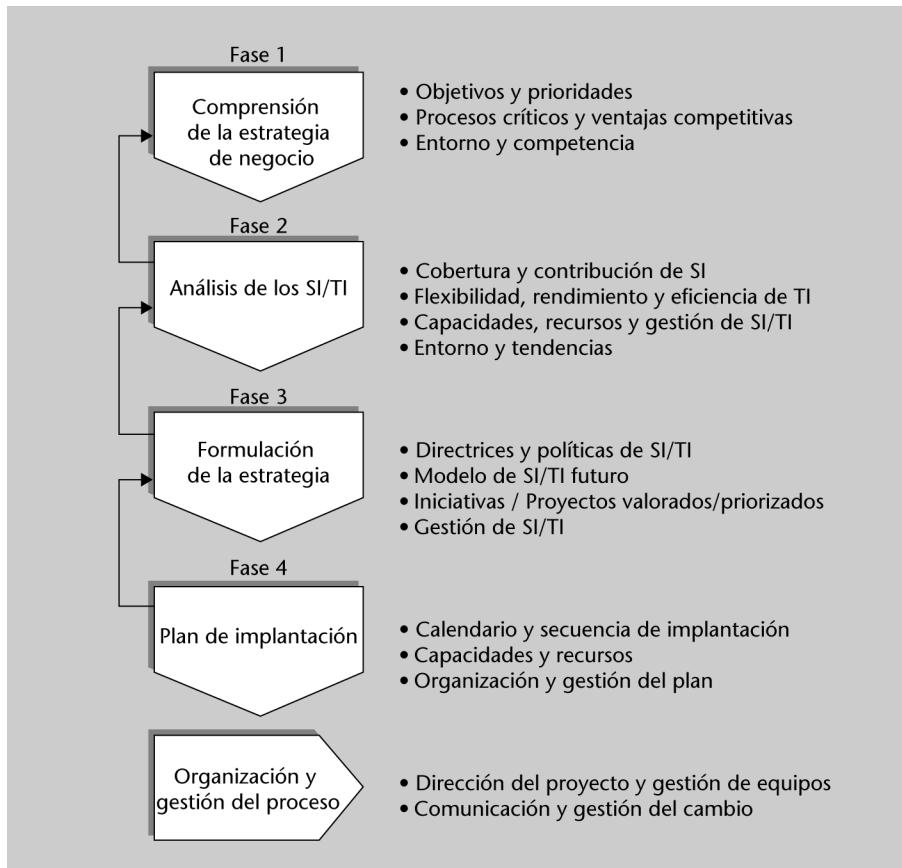 Fase 1
Comprensión
de la estrategia
de negocio
• Objetivos y prioridades
• Procesos críticos y ventajas competitivas
• Entorno y competencia
Fase 2
Análisis de los SI/TI
• Cobertura y contribución de SI
• Flexibilidad, rendimiento y eficiencia de TI
• Capacidades, recursos y gestión de SI/TI
• Entorno y tendencias
Fase 3
Formulación
de la estrategia
• Directrices y políticas de SI/TI
• Modelo de SI/TI futuro
• Iniciativas / Proyectos valorados/priorizados
• Gestión de SI/TI
Fase 4
Plan de implantación
• Calendario y secuencia de implantación
• Capacidades y recursos
• Organización y gestión del plan
Organización y
gestión del proceso
• Dirección del proyecto y gestión de equipos
• Comunicación y gestión del cambio